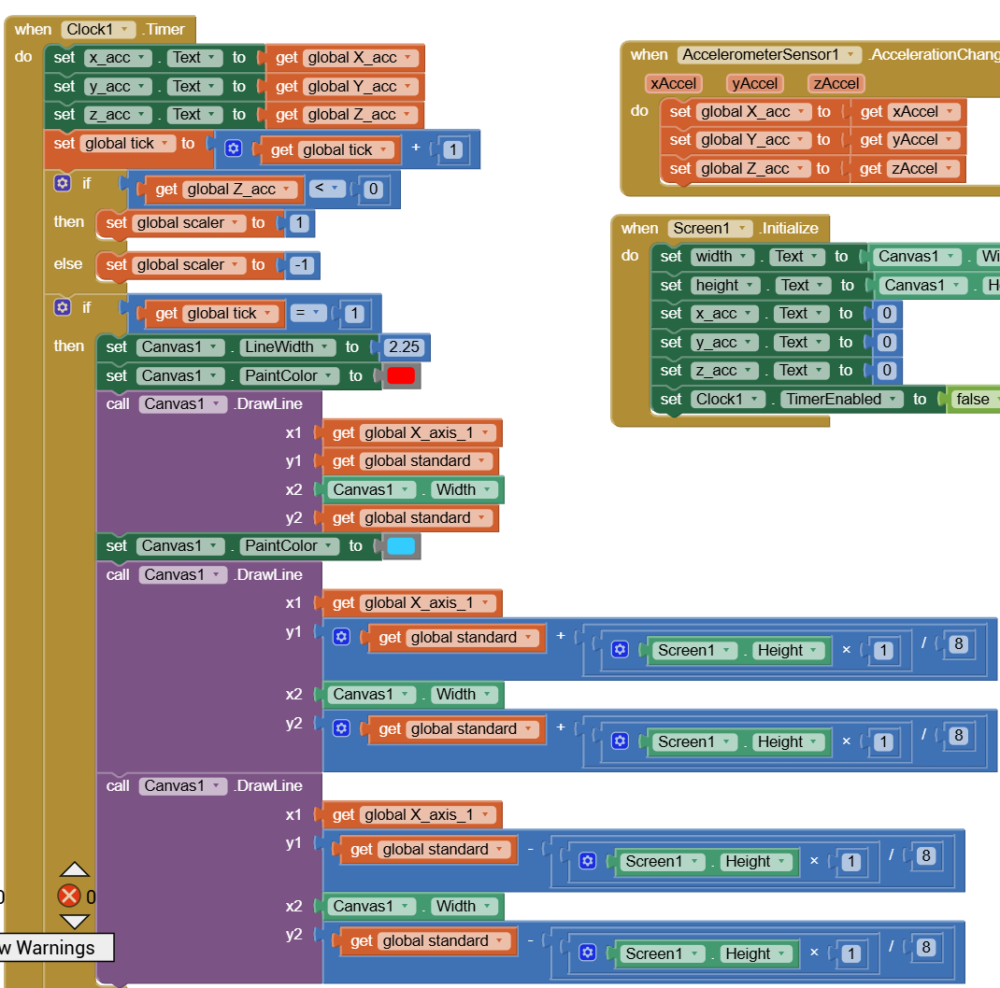 when Clock1 .Timer
do set x_acc . Text to get global X_acc
set y_acc . Text to get global Y_acc
set z_acc . Text to get global Z_acc
set global tick to get global tick + 1
if get global Z_acc < 0
then set global scaler to 1
else set global scaler to -1
if get global tick = 1
then set Canvas1 . LineWidth to 2.25
set Canvas1 . PaintColor to
call Canvas1 .DrawLine
x1 get global X_axis_1
y1 get global standard
x2 Canvas1 . Width
y2 get global standard
set Canvas1 . PaintColor to
call Canvas1 .DrawLine
x1 get global X_axis_1
y1 get global standard + Screen1 . Height × 1 / 8
x2 Canvas1 . Width
y2 get global standard + Screen1 . Height × 1 / 8
call Canvas1 .DrawLine
x1 get global X_axis_1
y1 get global standard - Screen1 . Height × 1 / 8
x2 Canvas1 . Width
y2 get global standard - Screen1 . Height × 1 / 8
0
0
w Warnings
when AccelerometerSensor1 .AccelerationChang
xAccel yAccel zAccel
do set global X_acc to get xAccel
set global Y_acc to get yAccel
set global Z_acc to get zAccel
when Screen1 .Initialize
do set width . Text to Canvas1 . Wi
set height . Text to Canvas1 . H
set x_acc . Text to 0
set y_acc . Text to 0
set z_acc . Text to 0
set Clock1 . TimerEnabled to false